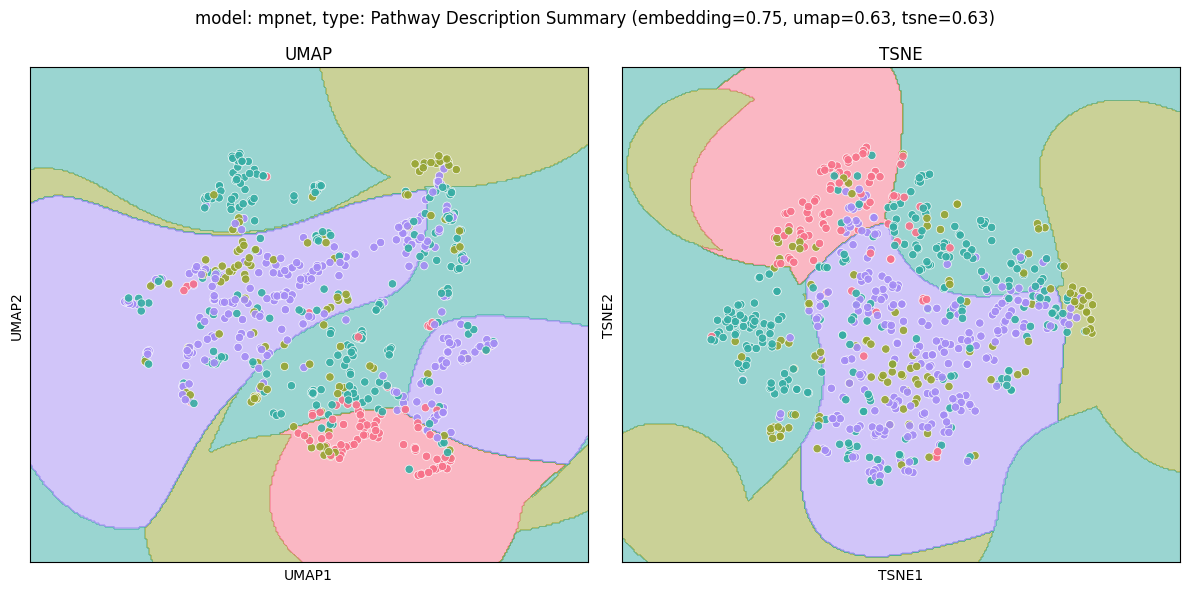 model: mpnet, type: Pathway Description Summary (embedding=0.75, umap=0.63, tsne=0.63)
UMAP
TSNE
UMAP2
TSNE2
UMAP1
TSNE1